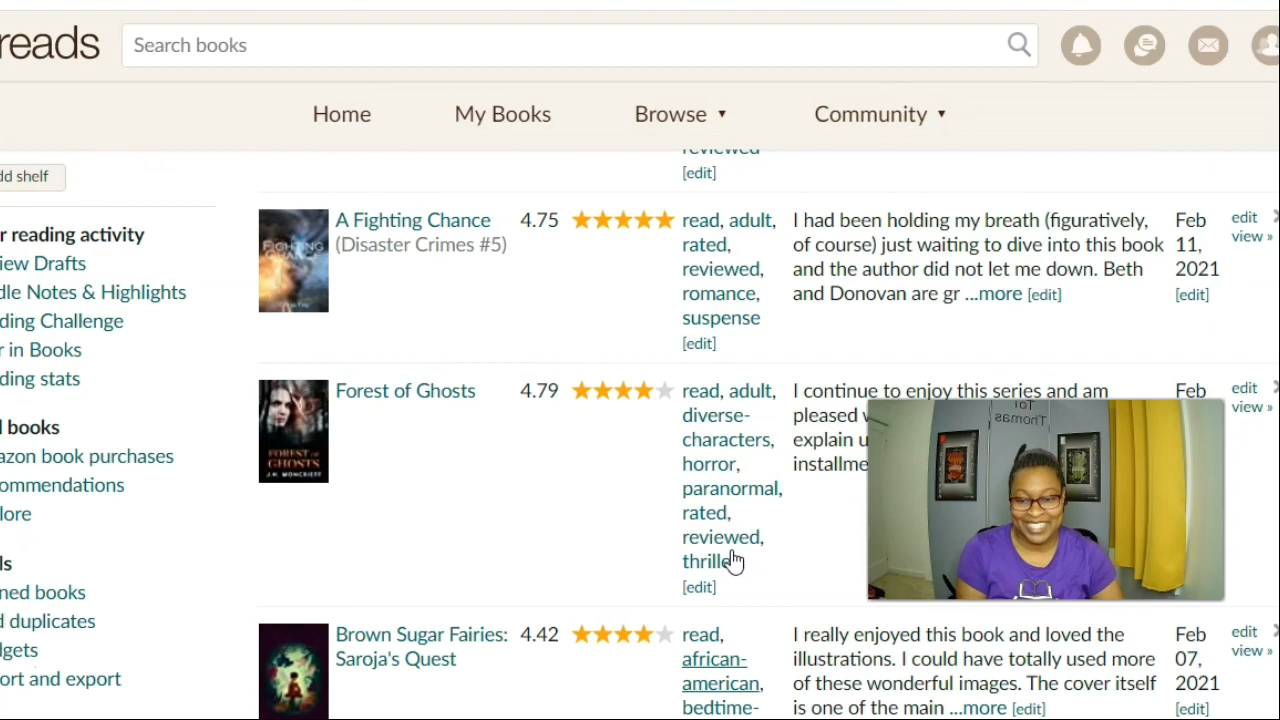 reads
Search books
Home
My Books
Browse ▼
Community ▼
reviewed
[edit]
dd shelf
r reading activity
iew Drafts
dle Notes & Highlights
ding Challenge
r in Books
ding stats
d books
azon book purchases
ommendations
lore
ls
ned books
d duplicates
dgets
ort and export
FIGHTING
A Fighting Chance
(Disaster Crimes #5)
4.75
read, adult,
rated,
reviewed,
romance,
suspense
[edit]
I had been holding my breath (figuratively,
of course) just waiting to dive into this book
and the author did not let me down. Beth
and Donovan are gr ...more [edit]
Feb
11,
2021
[edit]
edit
view »
FOREST OF
GHOSTS
J.H. MONCRIEFF
Forest of Ghosts
4.79
read, adult,
diverse-
characters,
horror,
paranormal,
rated,
reviewed,
thrille
[edit]
I continue to enjoy this series and am
pleased
explain u
installme
Feb
edit
view »
Tof
Thomas
Brown Sugar Fairies:
Saroja's Quest
4.42
read,
african-
american,
bedtime-
I really enjoyed this book and loved the
illustrations. I could have totally used more
of these wonderful images. The cover itself
is one of the main ...more [edit]
Feb
07,
2021
[edit]
edit
view »